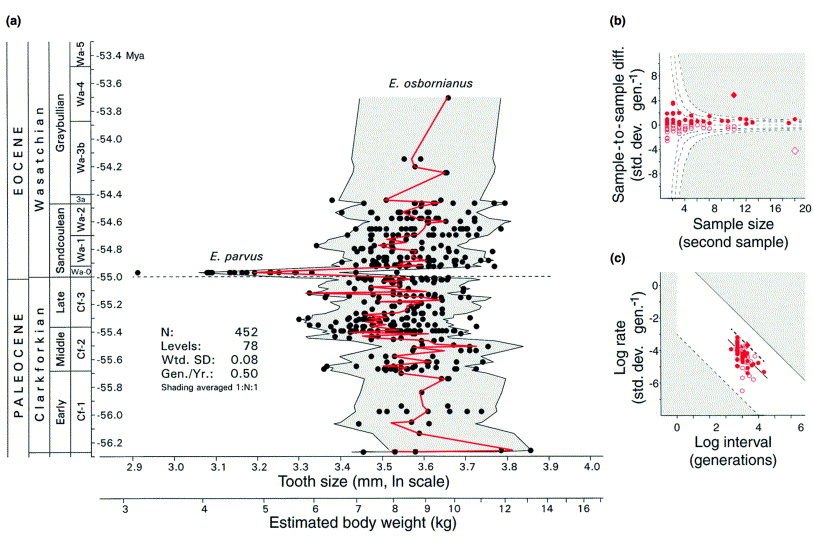 (a)
EOCENE
PALEOCENE
Wasatchian
Clarkforkian
Graybullian
Sandcoulean
Late
Middle
Early
Wa-5
Wa-4
Wa-3b
3a
Wa-2
Wa-1
Wa-0
Cf-3
Cf-2
Cf-1
-53.4 Mya
-53.6
-53.8
-54.0
-54.2
-54.4
-54.6
-54.8
-55.0
-55.2
-55.4
-55.6
-55.8
-56.0
-56.2
E. osbornianus
E. parvus
N: 452
Levels: 78
Wtd. SD: 0.08
Gen./Yr.: 0.50
Shading averaged 1:N:1
2.9 3.0 3.1 3.2 3.3 3.4 3.5 3.6 3.7 3.8 3.9 4.0
Tooth size (mm, ln scale)
3 4 5 6 7 8 9 10 12 14 16
Estimated body weight (kg)
(b)
Sample-to-sample diff.
(std. dev. gen.-1)
8
4
0
-4
-8
4 8 12 16 20
Sample size
(second sample)
(c)
Log rate
(std. dev. gen.-1)
0
-2
-4
-6
0 2 3 4 6
Log interval
(generations)